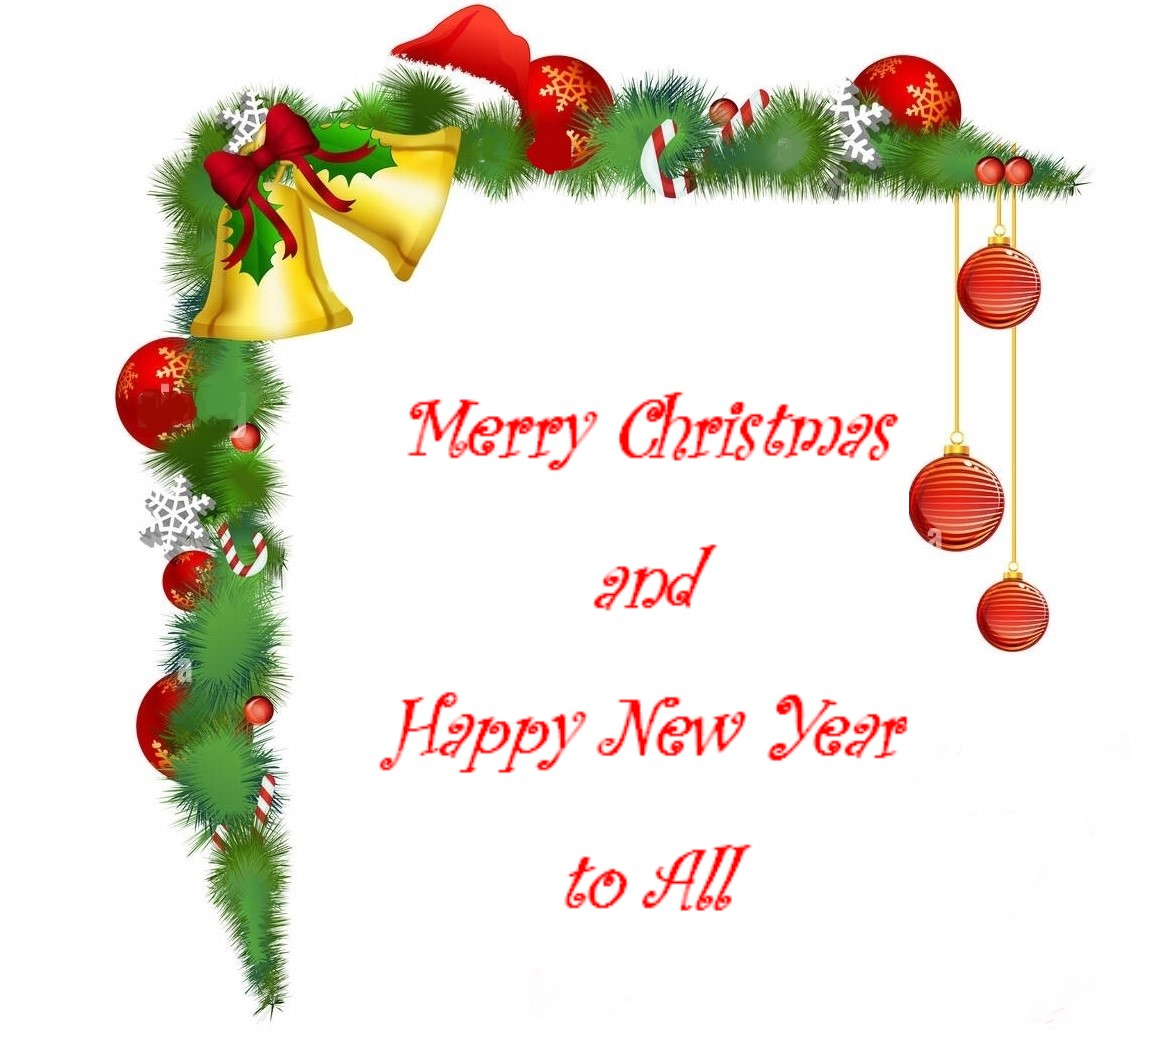 Merry Christmas
and
Happy New Year
to All
a
a